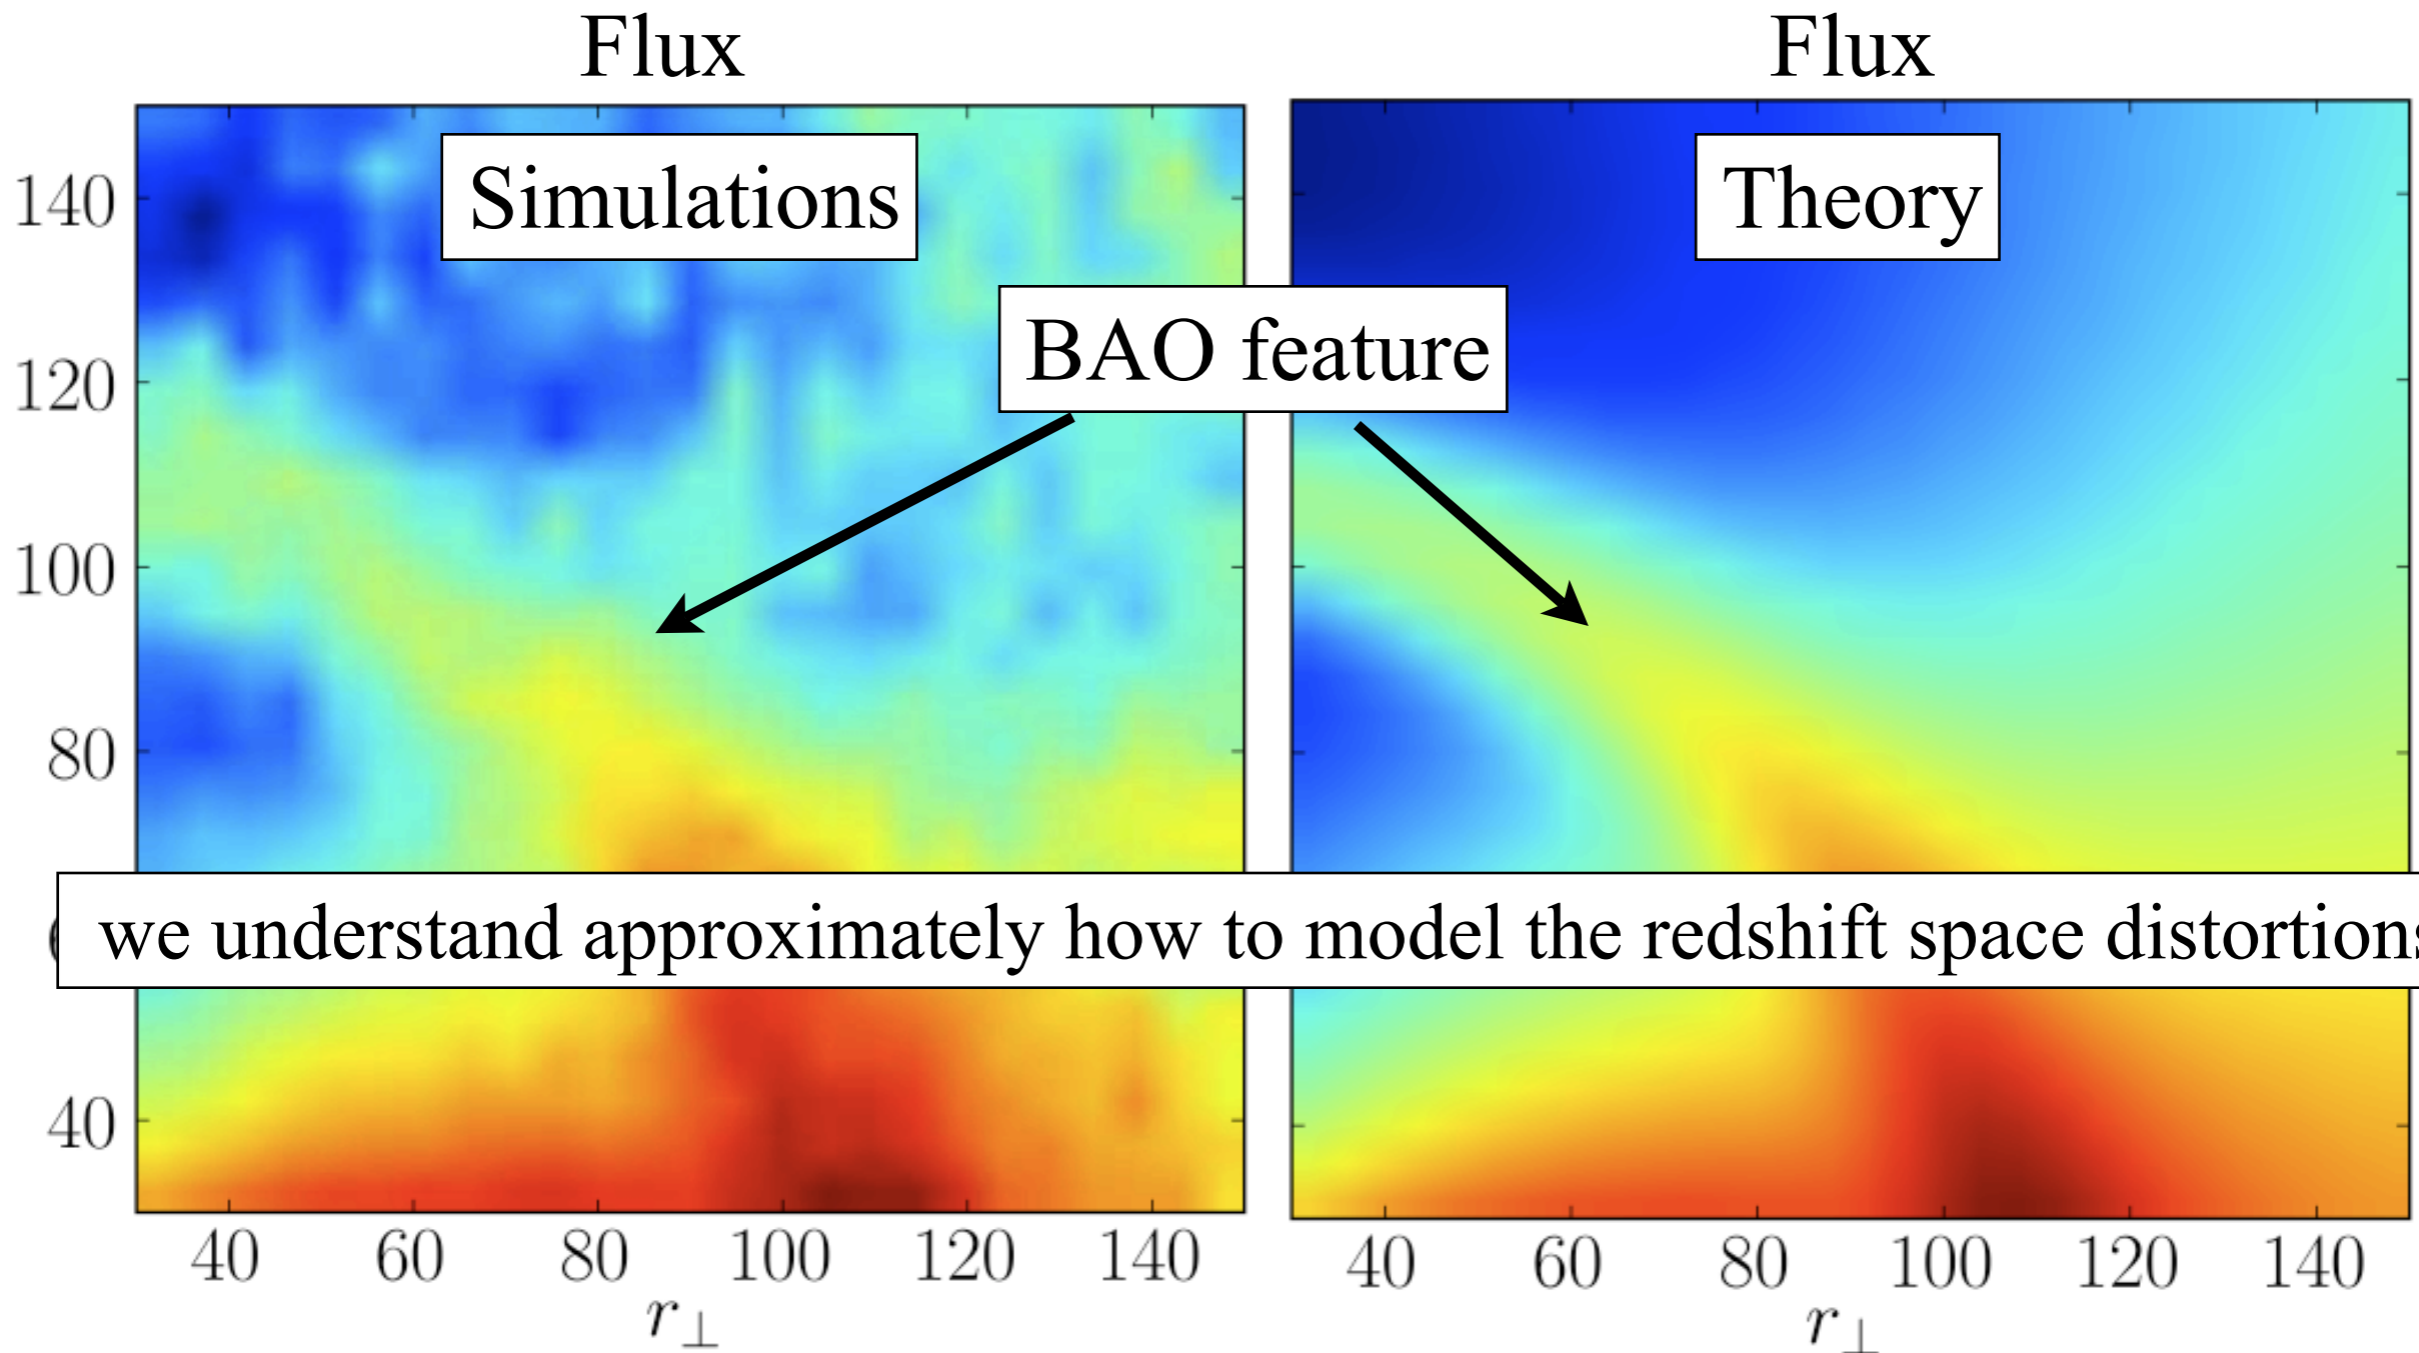 Flux
Flux
Simulations
Theory
BAO feature
140
120
100
80
we understand approximately how to model the redshift space distortions
40
40 60 80 100 120 140
40 60 80 100 120 140
r⊥
r⊥